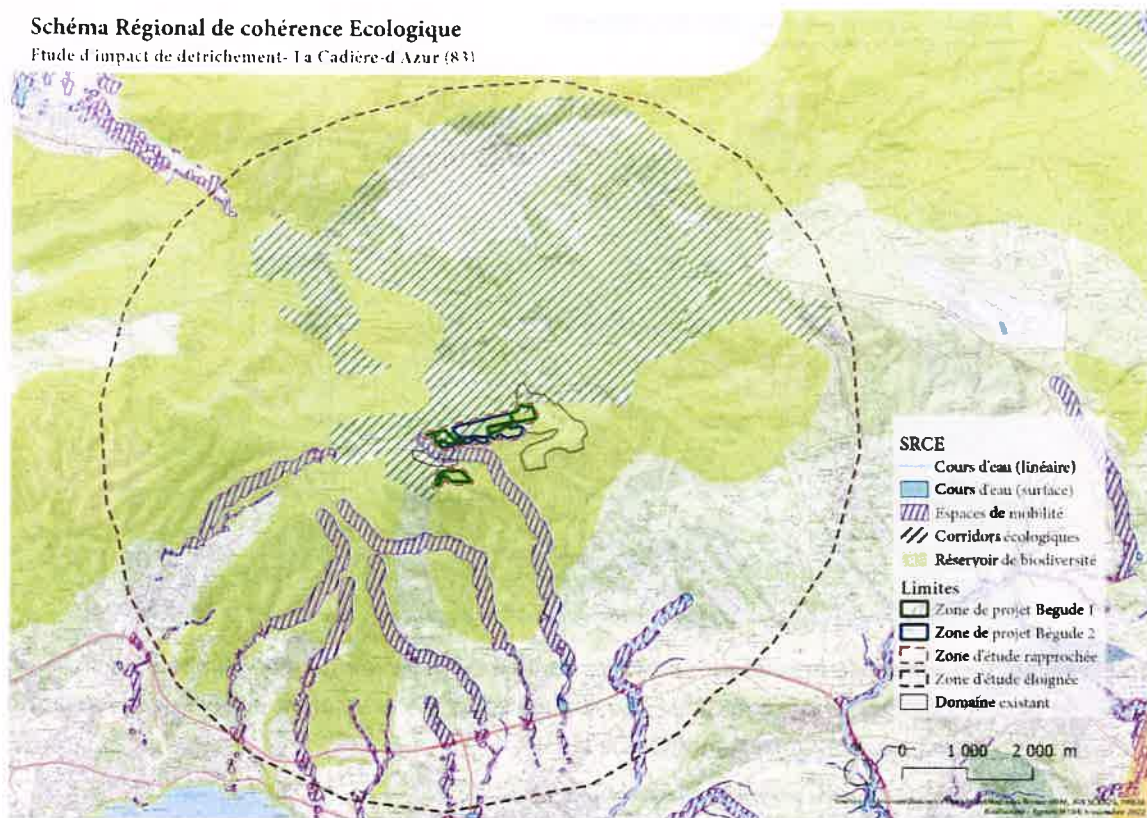 Schéma Régional de cohérence Ecologique
Etude d'impact de detrichement- La Cadière-d'Azur (83)
SRCE
Cours d'eau (linéaire)
Cours d'eau (surface)
Espaces de mobilité
Corridors écologiques
Réservoir de biodiversité
Limites
Zone de projet Begude 1
Zone de projet Bégude 2
Zone d'étude rapprochée
Zone d'étude éloignée
Domaine existant
0 1 000 2 000 m